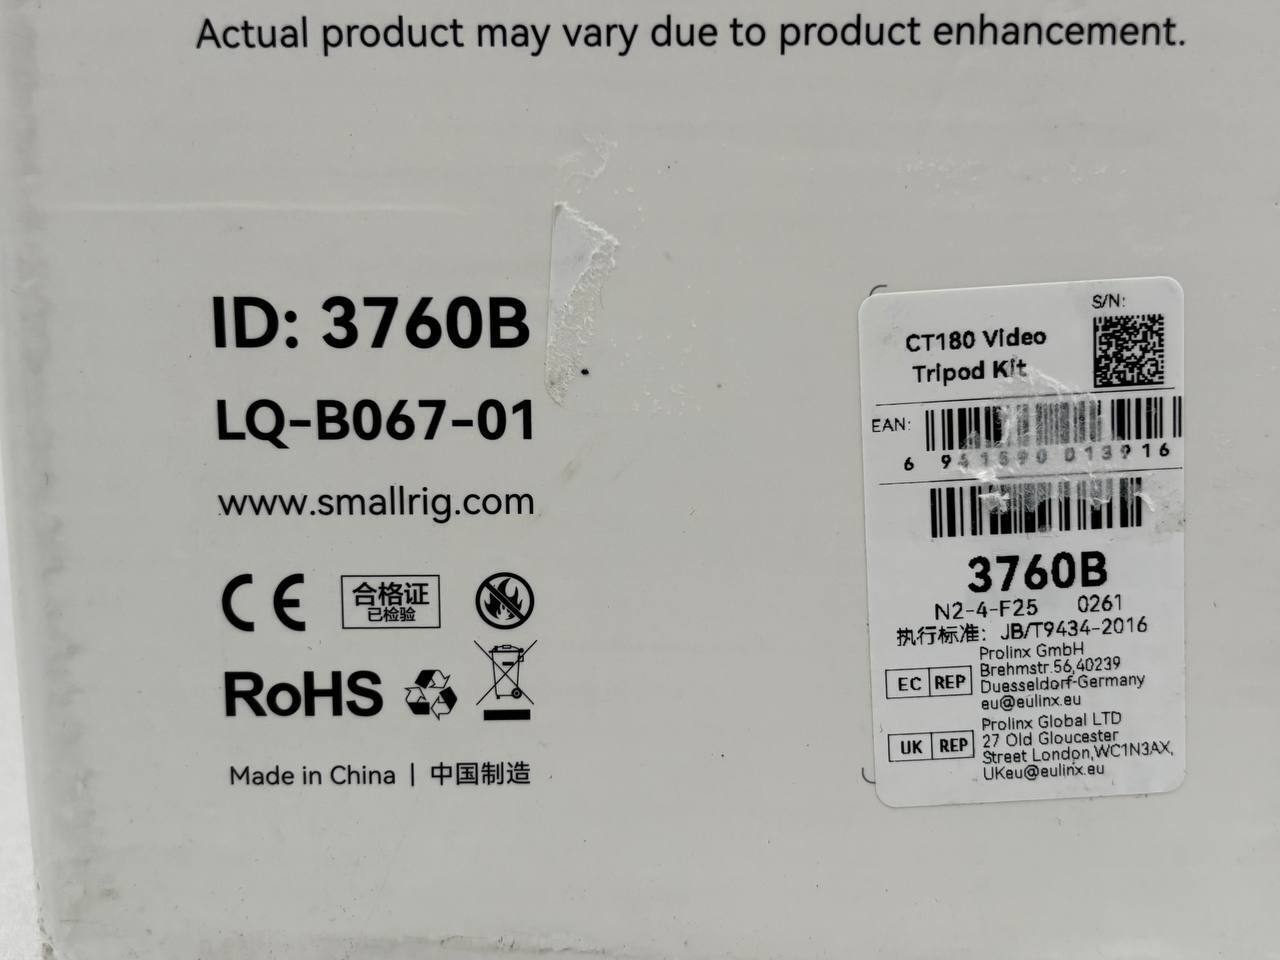 Actual product may vary due to product enhancement.
ID: 3760B
LQ-B067-01
www.smallrig.com
CE
合格证
已检验
RoHS
Made in China | 中国制造
S/N:
CT180 Video
Tripod Kit
EAN:
6 941590 013916
3760B
N2-4-F25 0261
执行标准: JB/T9434-2016
EC REP
Prolinx GmbH
Brehmstr.56,40239
Duesseldorf-Germany
eu@eulinx.eu
UK REP
Prolinx Global LTD
27 Old Gloucester
Street London,WC1N3AX,
UKeu@eulinx.eu